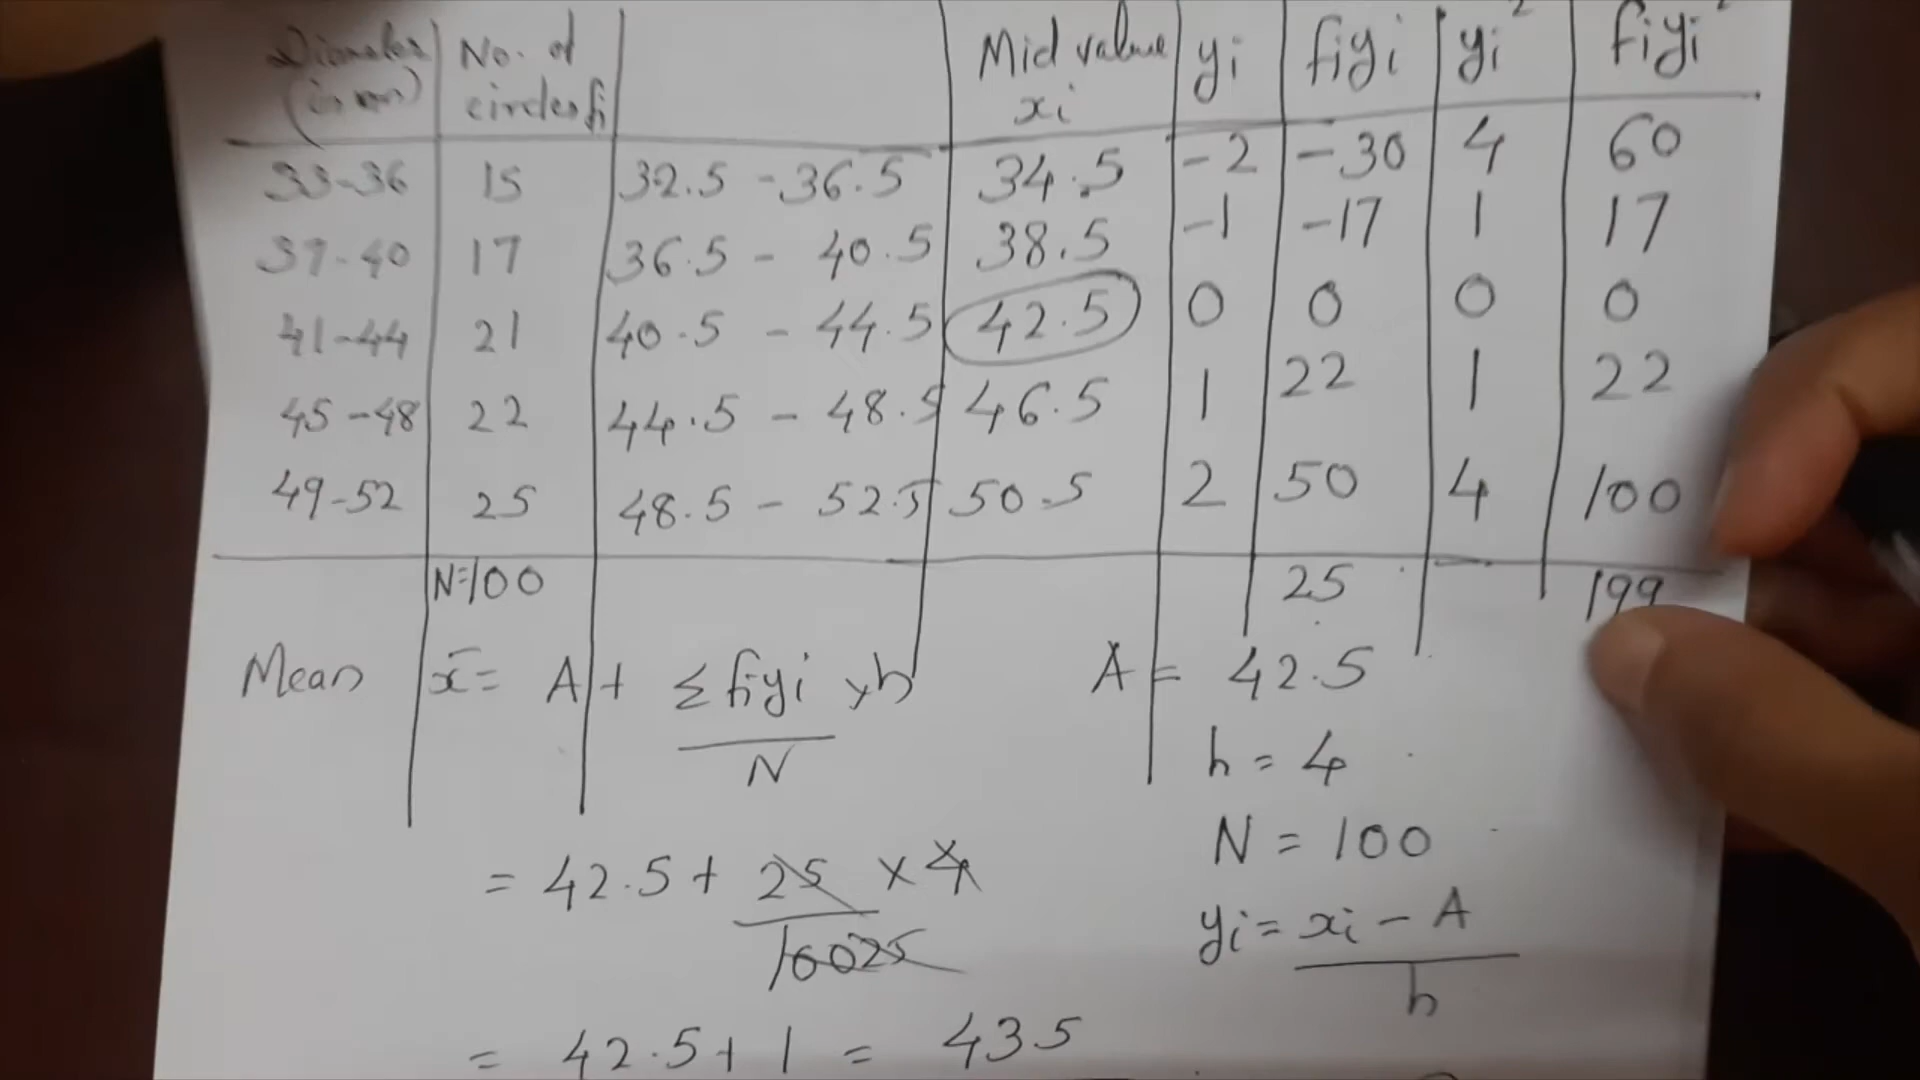 Diameter (in mm) No. of circles fi Mid value xi yi fiyi yi² fiyi²
33-36 15 32.5 - 36.5 34.5 -2 -30 4 60
37-40 17 36.5 - 40.5 38.5 -1 -17 1 17
41-44 21 40.5 - 44.5 42.5 0 0 0 0
45-48 22 44.5 - 48.5 46.5 1 22 1 22
49-52 25 48.5 - 52.5 50.5 2 50 4 100
N=100 25 199
Mean x̄ = A + Σfiyi/N × h
A = 42.5
h = 4
N = 100
= 42.5 + 25/100 25 × 4
yi = xi - A / h
= 42.5 + 1 = 43.5